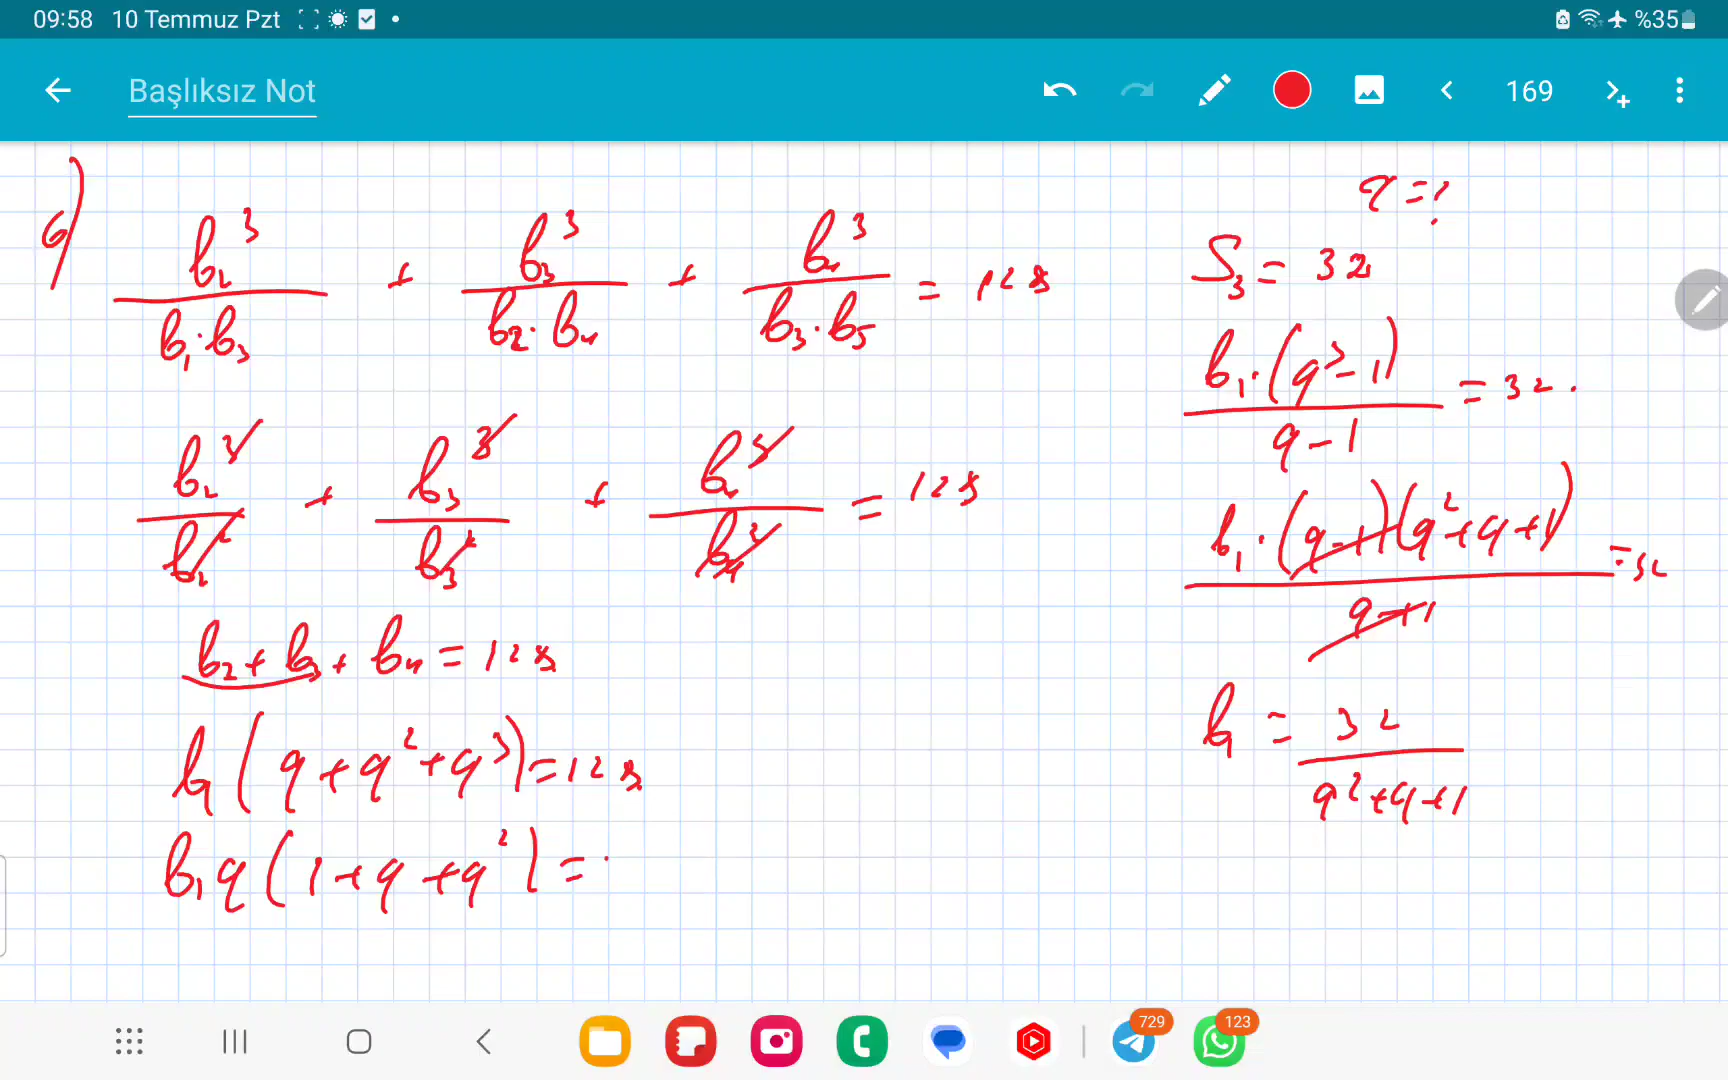 09:58 10 Temmuz Pzt %35
Başlıksız Not 169
6)
b₂³/(b₁·b₃) + b₃³/(b₂·b₄) + b₄³/(b₃·b₅) = 128
b₂³/b₂² + b₃³/b₃² + b₄³/b₄² = 128
b₂ + b₃ + b₄ = 128
b₁(q + q² + q³) = 128
b₁q(1 + q + q²) =
q = ?
S₃ = 32
b₁·(q³ - 1)/(q - 1) = 32.
b₁·(q - 1)(q² + q + 1)/(q - 1) = 32
b₁ = 32/(q² + q + 1)
729 123